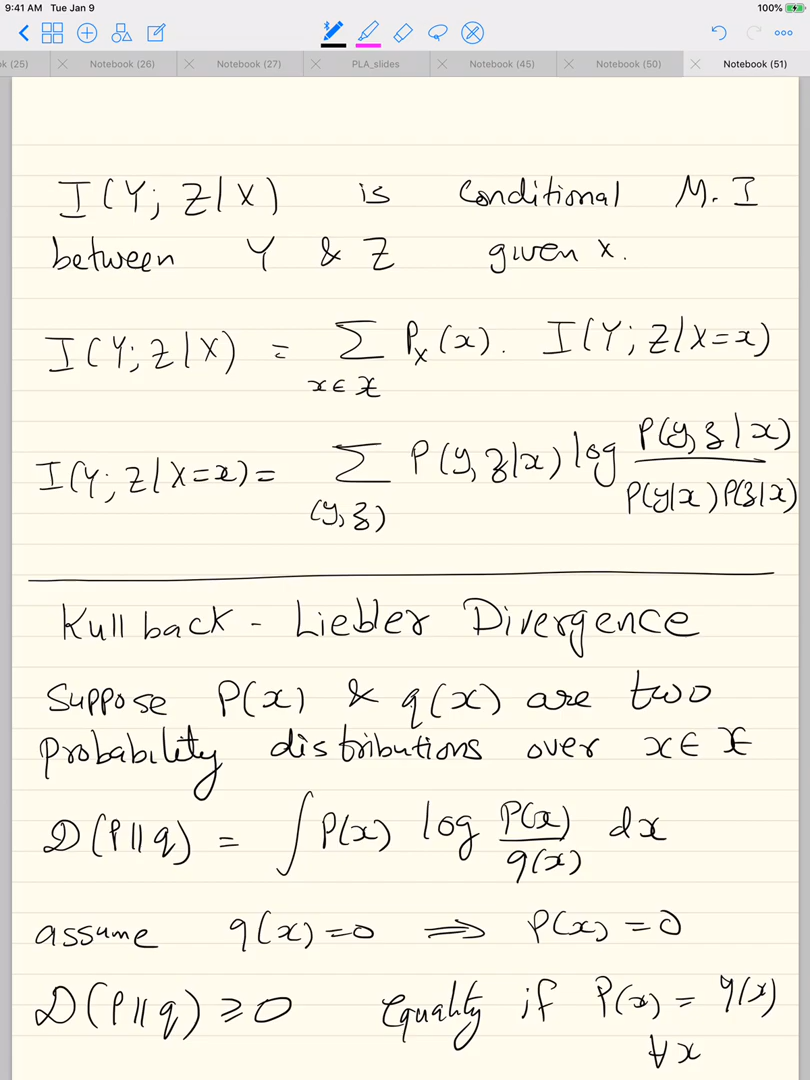 9:41 AM Tue Jan 9 100%
ok (25) Notebook (26) Notebook (27) PLA_slides Notebook (45) Notebook (50) Notebook (51)
I(Y; Z|X) is Conditional M.I
between Y & Z given X.
I(Y; Z|X) = ∑_{x∈𝒳} P_X(x). I(Y; Z|X=x)
I(Y; Z|X=x) = ∑_{(y,z)} P(y,z|x) log P(y,z|x) / P(y|x)P(z|x)
Kullback - Liebler Divergence
Suppose P(x) & q(x) are two
Probability distributions over x∈𝒳
D(P||q) = ∫ P(x) log P(x)/q(x) dx
assume q(x)=0 ⟹ P(x)=0
D(P||q) ≥ 0 Equality if P(x) = q(x)
∀x